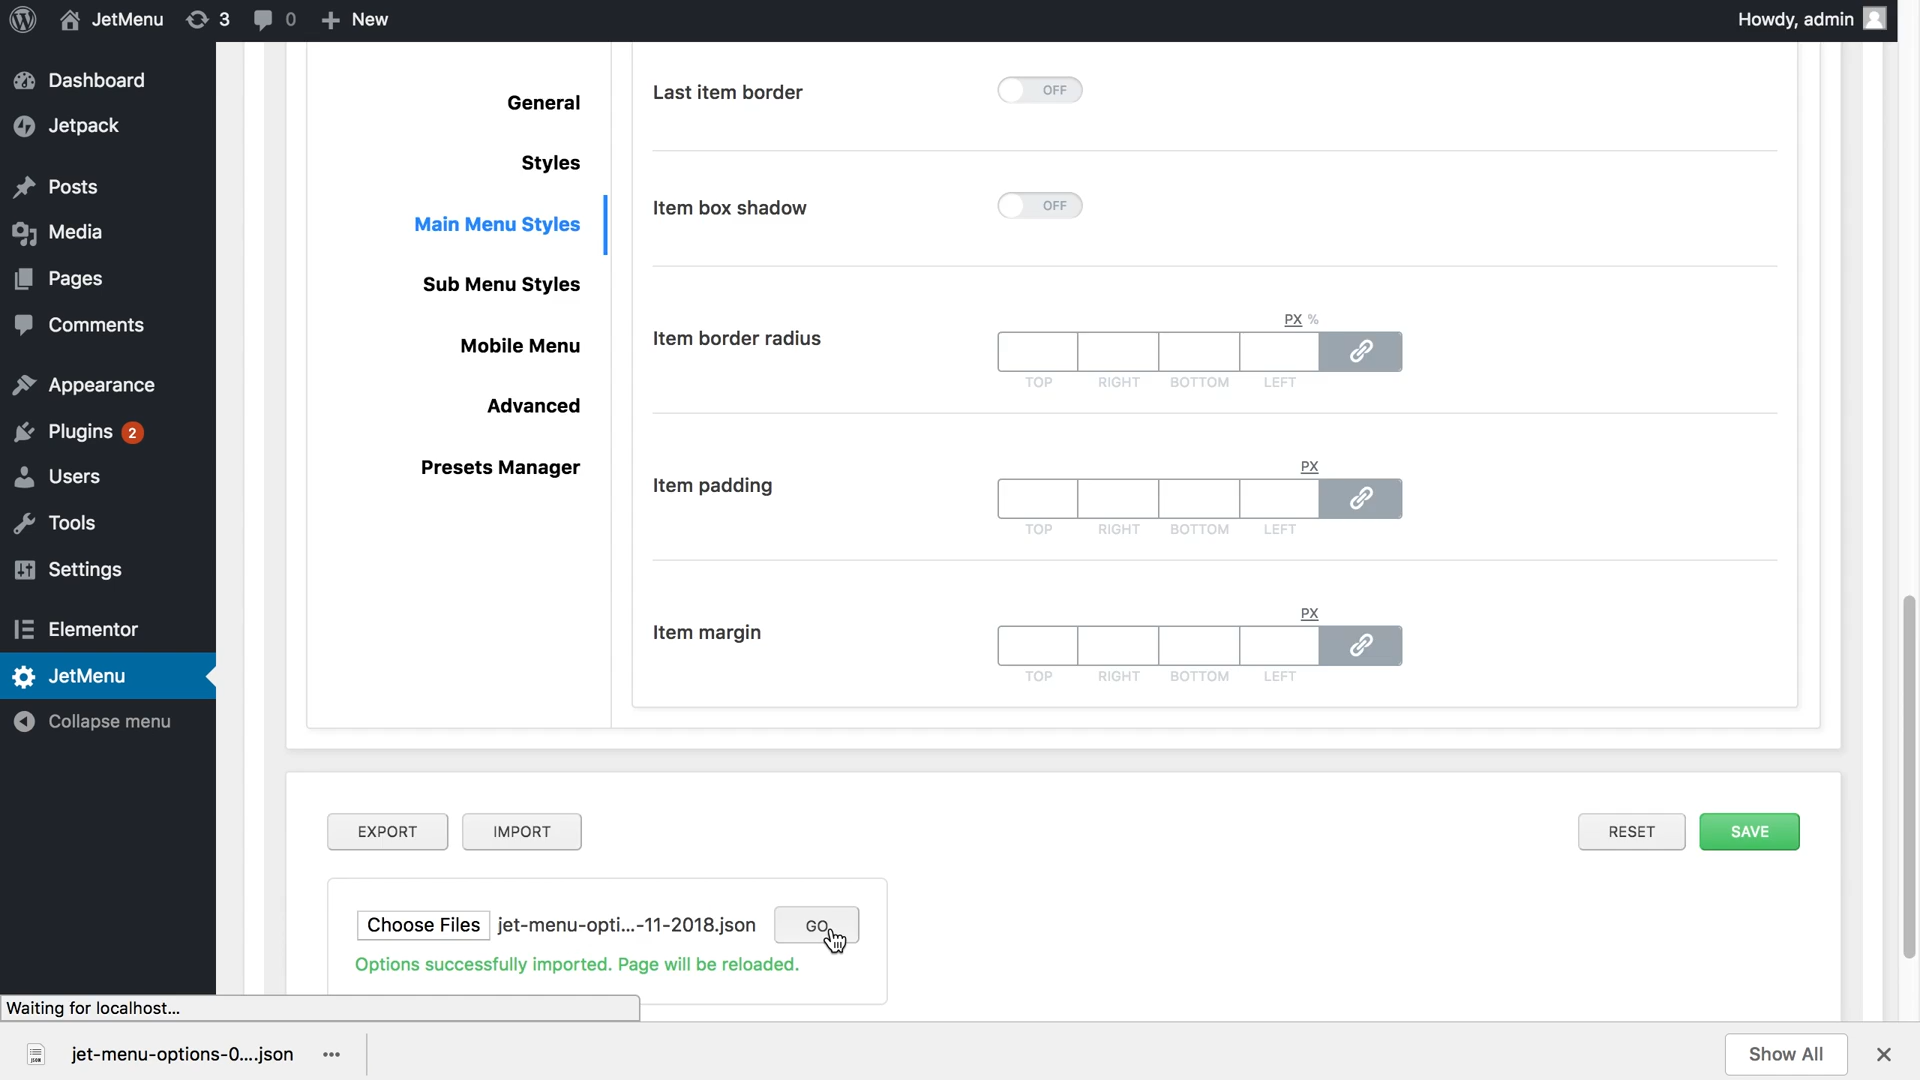 JetMenu 3 0 New Howdy, admin
Dashboard
Jetpack
Posts
Media
Pages
Comments
Appearance
Plugins 2
Users
Tools
Settings
Elementor
JetMenu
Collapse menu
General
Styles
Main Menu Styles
Sub Menu Styles
Mobile Menu
Advanced
Presets Manager
Last item border OFF
Item box shadow OFF
PX %
Item border radius
TOP RIGHT BOTTOM LEFT
PX
Item padding
TOP RIGHT BOTTOM LEFT
PX
Item margin
TOP RIGHT BOTTOM LEFT
EXPORT IMPORT RESET SAVE
Choose Files jet-menu-opti...-11-2018.json GO
Options successfully imported. Page will be reloaded.
Waiting for localhost...
JSON jet-menu-options-0....json Show All